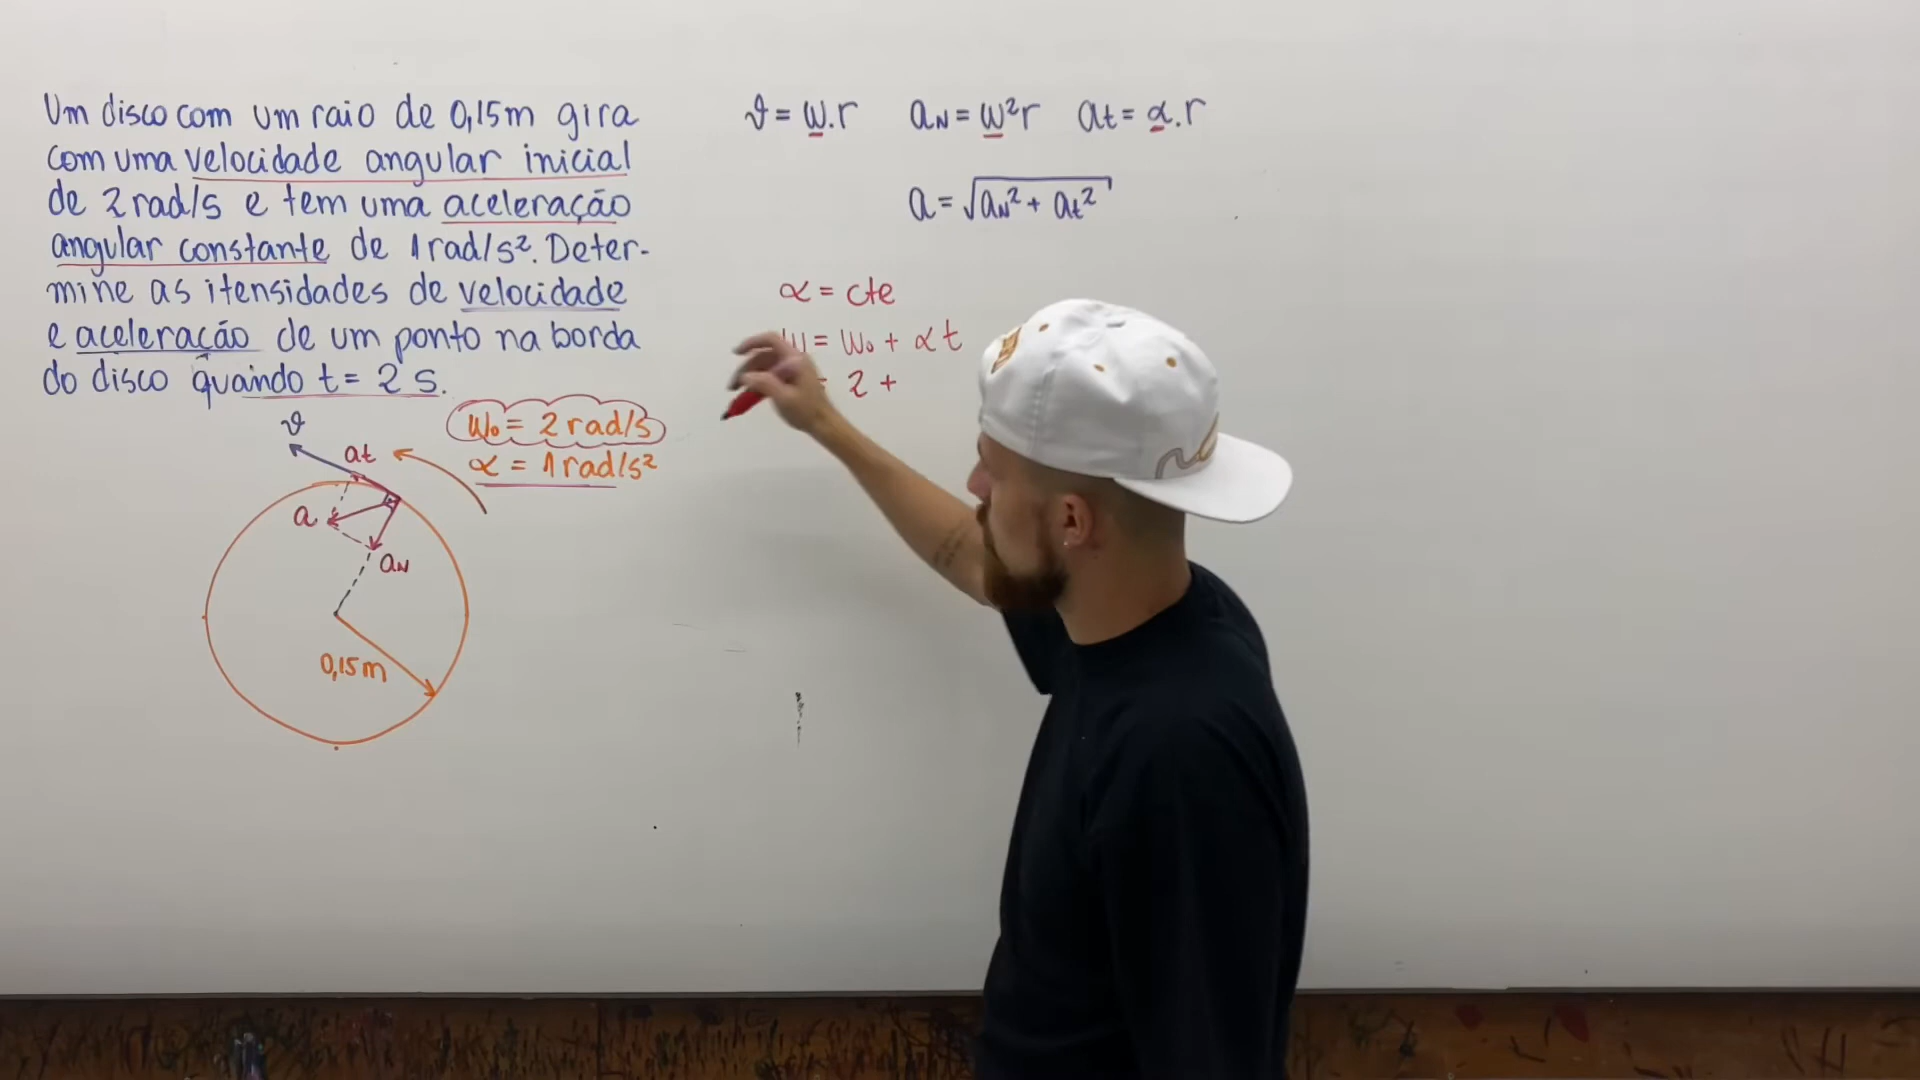 Um disco com um raio de 0,15m gira
com uma velocidade angular inicial
de 2 rad/s e tem uma aceleração
angular constante de 1 rad/s². Deter-
mine as itensidades de velocidade
e aceleração de um ponto na borda
do disco quando t = 2 s.
ω₀ = 2 rad/s
α = 1 rad/s²
v
at
a
aN
0,15m
v = ω.r aN = ω²r at = α.r
a = √aN² + at²
α = cte
ω = ω₀ + αt
= 2 +